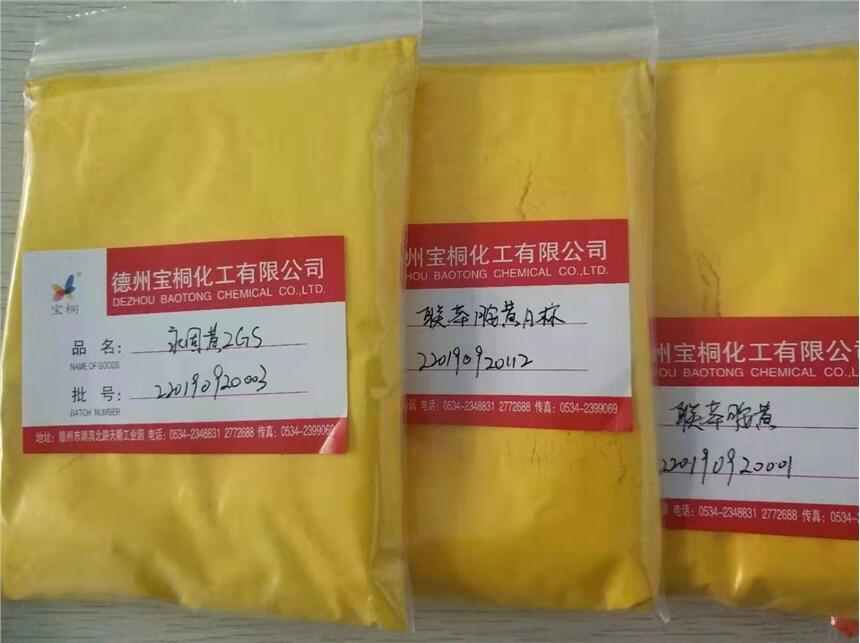 宝桐
德州宝桐化工有限公司
DEZHOU BAOTONG CHEMICAL CO.,LTD.
品名: 永固黄2GS
NAME OF GOODS
批号: 220190920003
BATCH NUMBER
地址: 德州市湖滨北路天衢工业园 电话: 0534-2348831 2772688 传真: 0534-2399069
州宝桐化工有限公司
HOU BAOTONG CHEMICAL CO.,LTD.
联苯胺黄
220190920112
园 电话: 0534-2348831 2772688 传真: 0534-2399069
州宝桐化工有限公
HOU BAOTONG CHEMICAL CO.,LTD
联苯胺黄
220190920001
电话: 0534-2348831 2772688 传真: 0534-